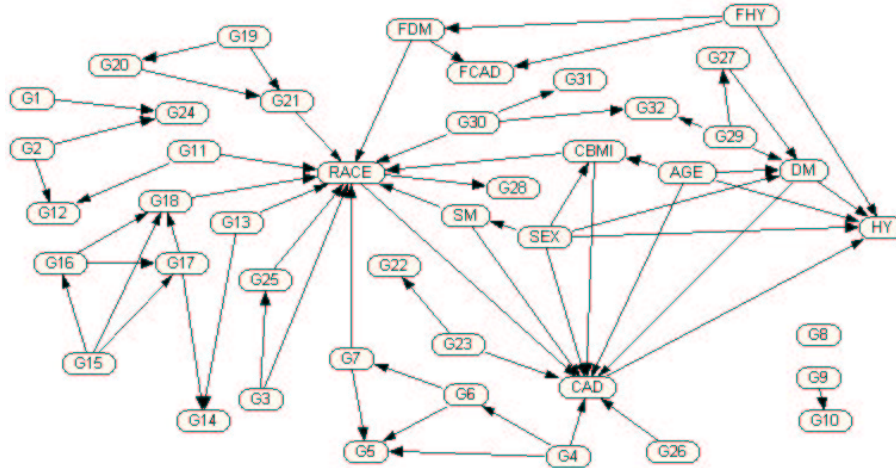 FHY
FDM
G19
G20
G27
FCAD
G31
G1
G21
G24
G32
G30
G29
G2
G11
CBMI
RACE
AGE
DM
G28
G18
G12
G13
SM
HY
SEX
G16
G17
G22
G25
G8
G23
G7
G15
G9
CAD
G6
G3
G14
G10
G5
G4
G26